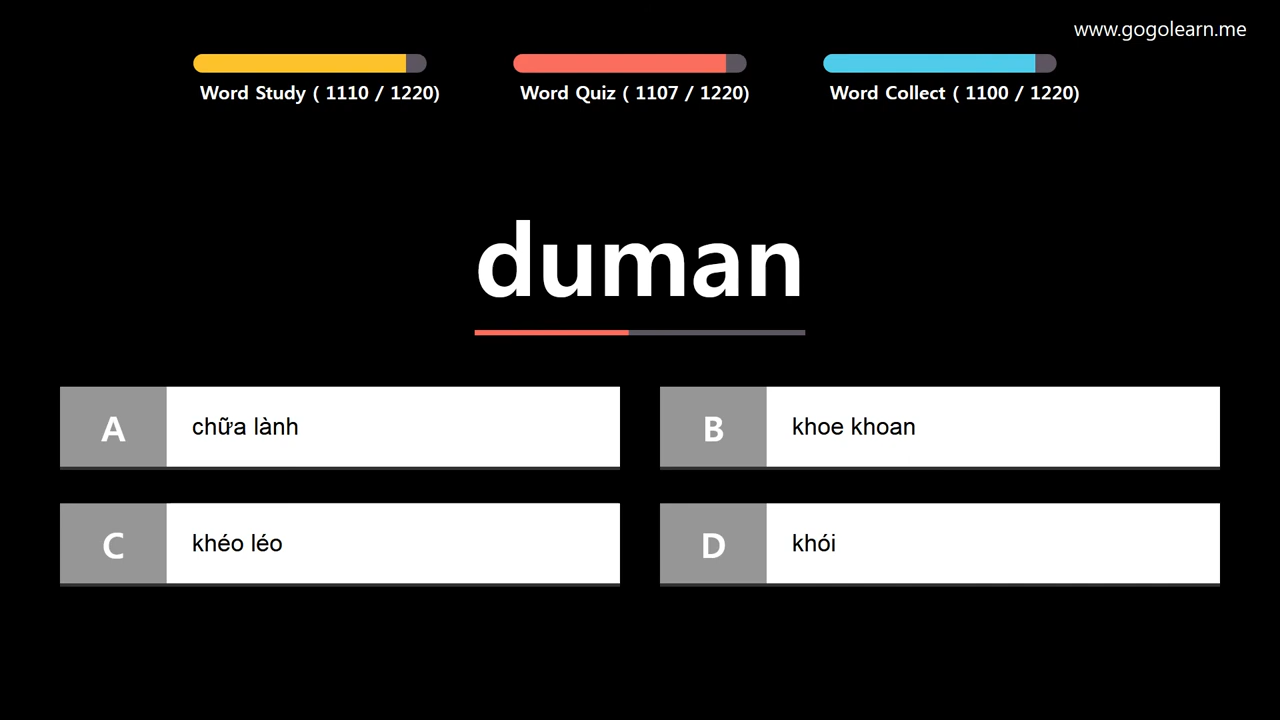 www.gogolearn.me
Word Study ( 1110 / 1220)
Word Quiz ( 1107 / 1220)
Word Collect ( 1100 / 1220)
duman
A chữa lành
B khoe khoan
C khéo léo
D khói